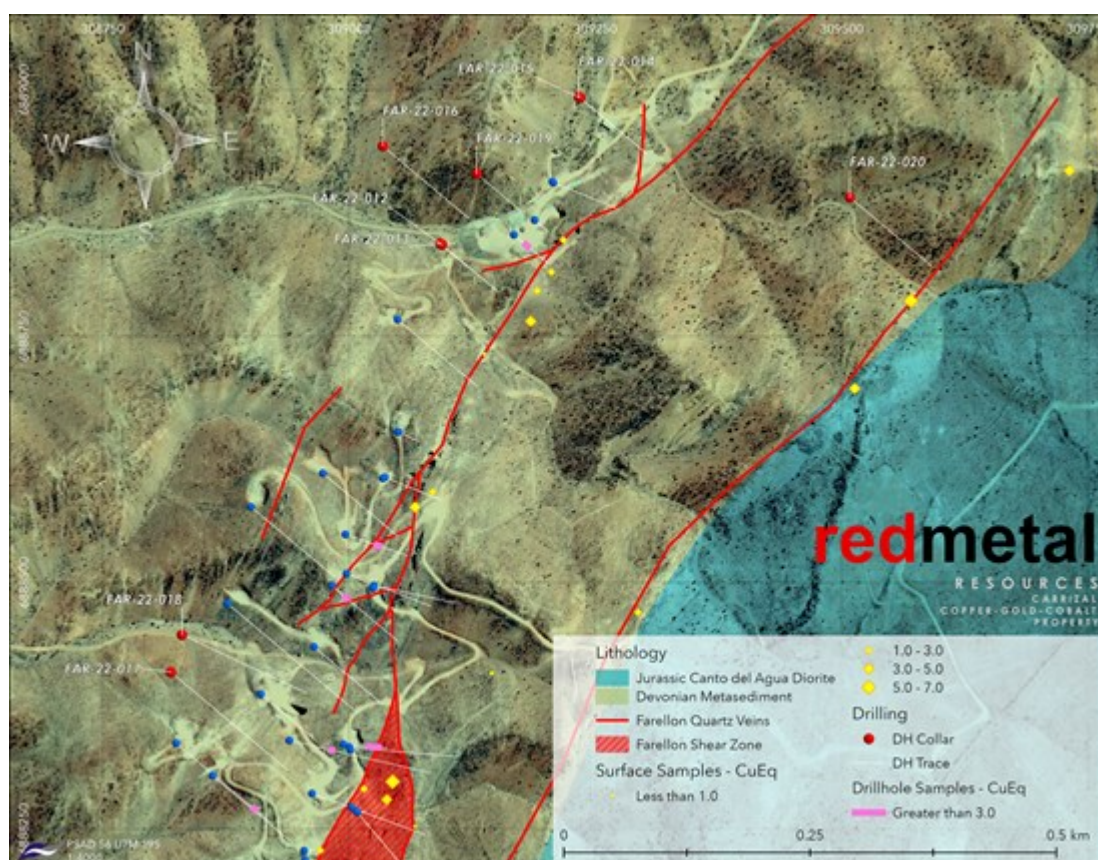 308750
309000
309250
309500
N
W
E
S
FAR-22-015
FAR-22-014
FAR-22-016
FAR-22-019
FAR-22-020
FAR-22-012
FAR-22-018
FAR-22-017
redmetal
RESOURCES
CARRIZAL
COPPER-GOLD-COBALT
PROPERTY
Lithology
Jurassic Canto del Agua Diorite
Devonian Metasediment
Farellon Quartz Veins
Farellon Shear Zone
Surface Samples - CuEq
Less than 1.0
1.0 - 3.0
3.0 - 5.0
5.0 - 7.0
Drilling
DH Collar
DH Trace
Drillhole Samples - CuEq
Greater than 3.0
0
0.25
0.5 km